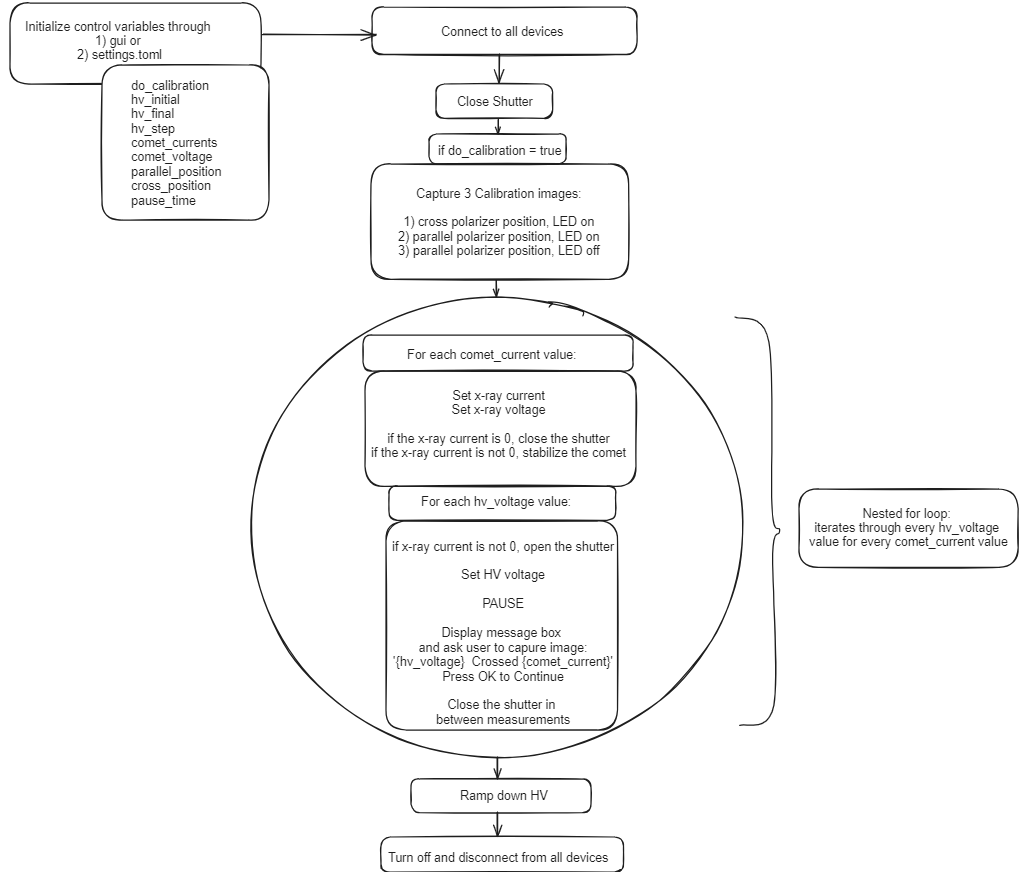 Initialize control variables through
1) gui or
2) settings.toml
do_calibration
hv_initial
hv_final
hv_step
comet_currents
comet_voltage
parallel_position
cross_position
pause_time
Connect to all devices
Close Shutter
if do_calibration = true
Capture 3 Calibration images:
1) cross polarizer position, LED on
2) parallel polarizer position, LED on
3) parallel polarizer position, LED off
For each comet_current value:
Set x-ray current
Set x-ray voltage
if the x-ray current is 0, close the shutter
if the x-ray current is not 0, stabilize the comet
For each hv_voltage value:
if x-ray current is not 0, open the shutter
Set HV voltage
PAUSE
Display message box
and ask user to capure image:
'{hv_voltage}  Crossed {comet_current}'
Press OK to Continue
Close the shutter in
between measurements
Nested for loop:
iterates through every hv_voltage
value for every comet_current value
Ramp down HV
Turn off and disconnect from all devices